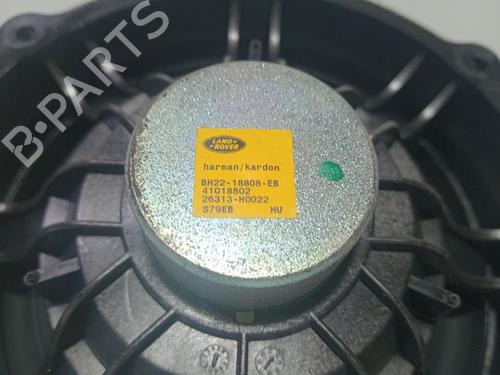 B-PARTS
LAND
ROVER
harman/kardon
BH22-18808-EB
41018802
26313-H0022
S79EB HU